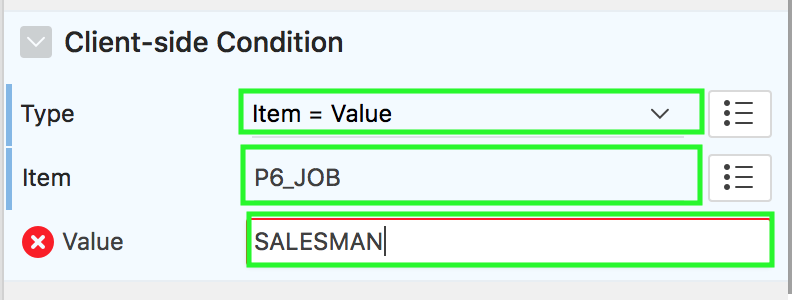 Client-side Condition
Type Item = Value
Item P6_JOB
Value SALESMAN